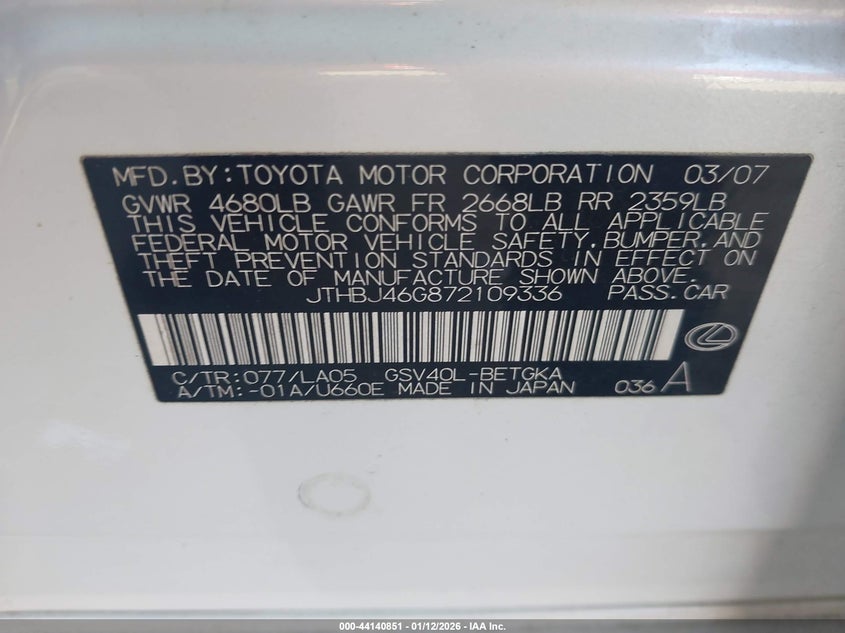 MFD.BY:TOYOTA MOTOR CORPORATION 03/07
GVWR 4680LB GAWR FR 2668LB RR 2359LB
THIS VEHICLE CONFORMS TO ALL APPLICABLE
FEDERAL MOTOR VEHICLE SAFETY,BUMPER,AND
THEFT PREVENTION STANDARDS IN EFFECT ON
THE DATE OF MANUFACTURE SHOWN ABOVE.
JTHBJ46G872109336 PASS.CAR
C/TR:077/LA05 GSV40L-BETGKA
A/TM:-01A/U660E MADE IN JAPAN 036 A
000-44140851 - 01/12/2026 - IAA Inc.